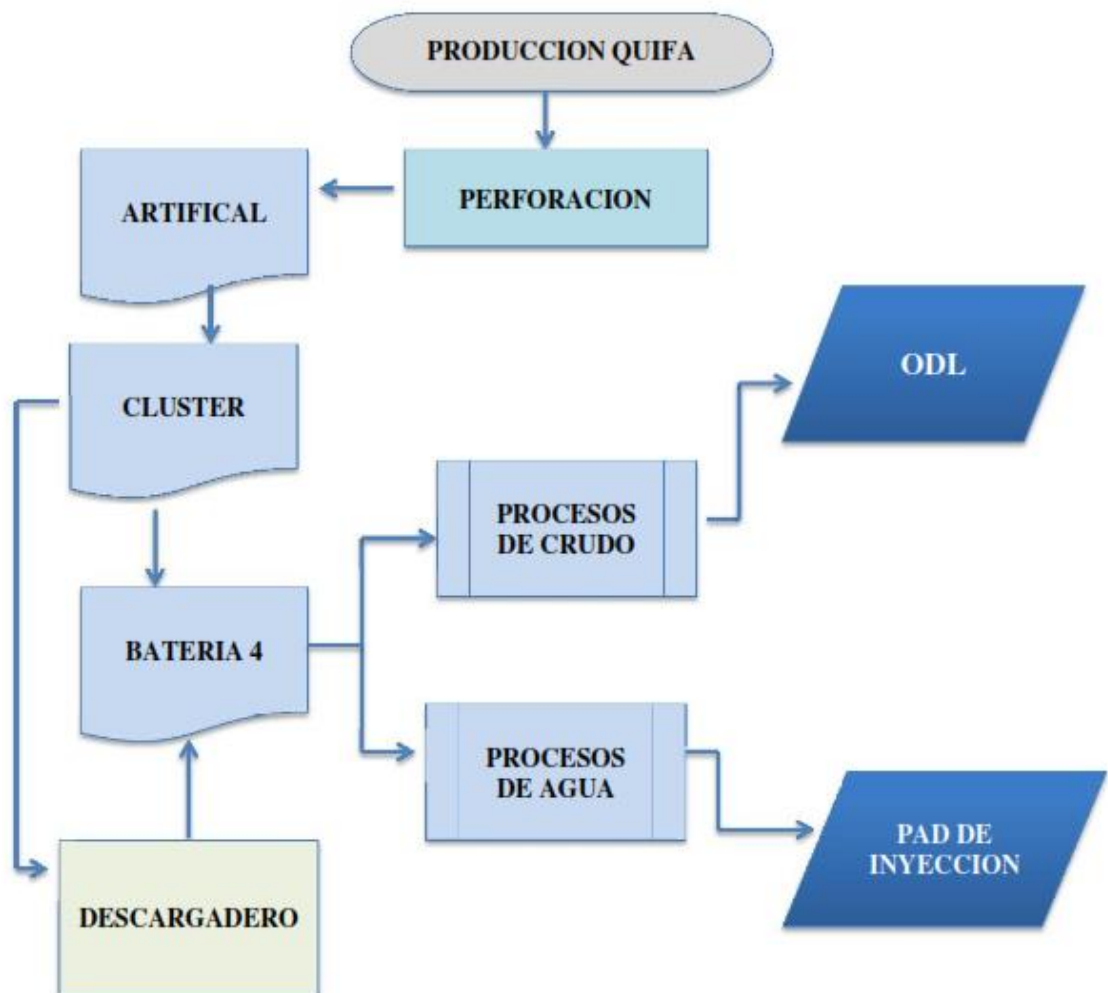 PRODUCCION QUIFA
PERFORACION
ARTIFICAL
CLUSTER
ODL
PROCESOS
DE CRUDO
BATERIA 4
PROCESOS
DE AGUA
PAD DE
INYECCION
DESCARGADERO